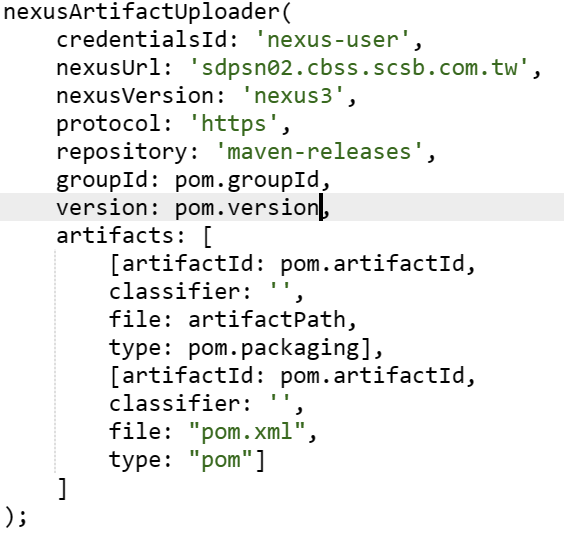 nexusArtifactUploader(
    credentialsId: 'nexus-user',
    nexusUrl: 'sdpsn02.cbss.scsb.com.tw',
    nexusVersion: 'nexus3',
    protocol: 'https',
    repository: 'maven-releases',
    groupId: pom.groupId,
    version: pom.version,
    artifacts: [
        [artifactId: pom.artifactId,
        classifier: '',
        file: artifactPath,
        type: pom.packaging],
        [artifactId: pom.artifactId,
        classifier: '',
        file: "pom.xml",
        type: "pom"]
    ]
);